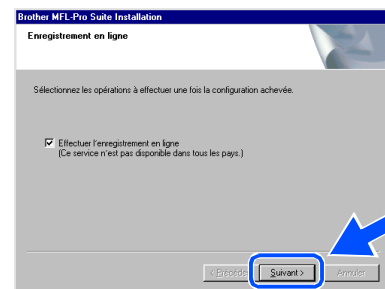 Brother MFL-Pro Suite Installation
Enregistrement en ligne
Sélectionnez les opérations à effectuer une fois la configuration achevée.
Effectuer l'enregistrement en ligne
(Ce service n'est pas disponible dans tous les pays.)
< Précéde Suivant > Annuler